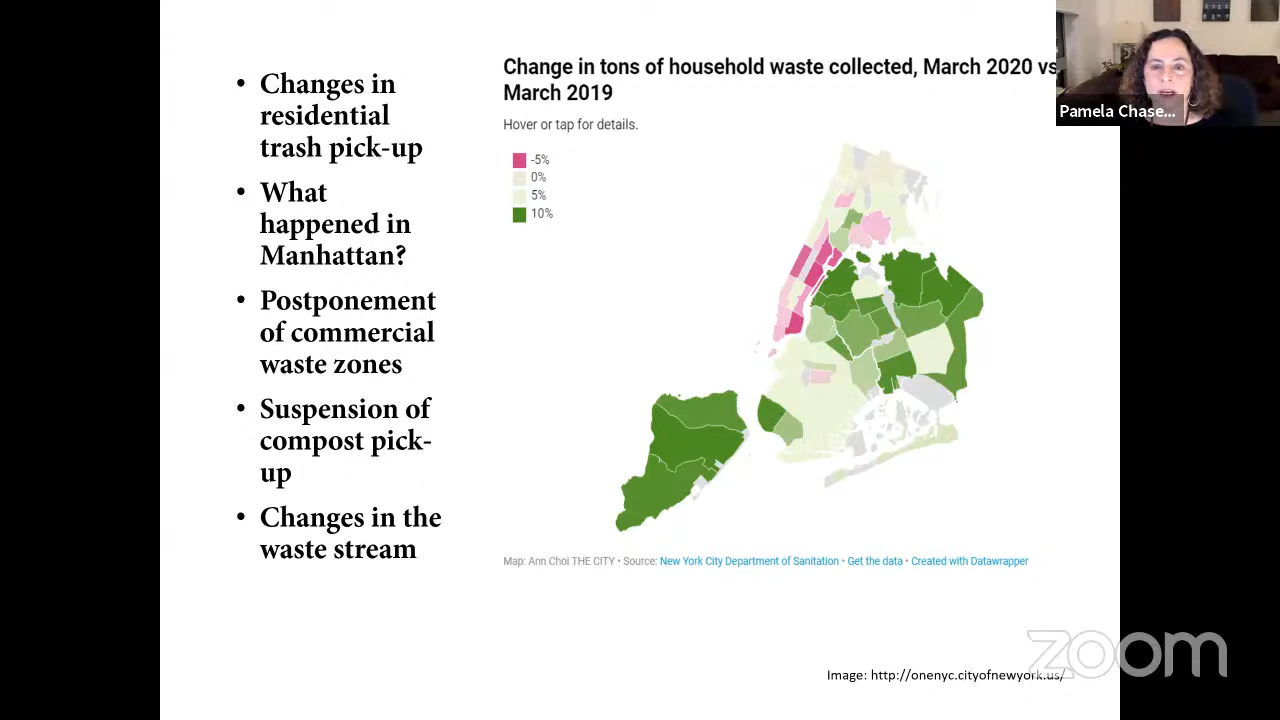 • Changes in
residential
trash pick-up
• What
happened in
Manhattan?
• Postponement
of commercial
waste zones
• Suspension of
compost pick-
up
• Changes in the
waste stream
Change in tons of household waste collected, March 2020 vs
March 2019
Hover or tap for details.
-5%
0%
5%
10%
Map: Ann Choi THE CITY • Source: New York City Department of Sanitation • Get the data • Created with Datawrapper
Pamela Chase...
zoom
Image: http://onenyc.cityofnewyork.us/